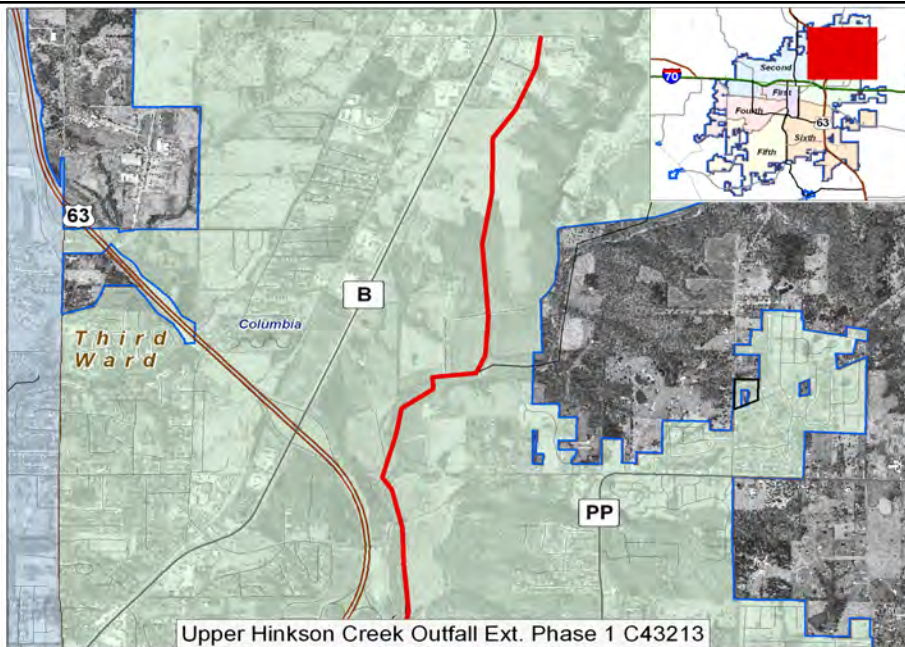 Second
70
First
Fourth
63
Sixth
Fifth
63
B
Columbia
Third
Ward
PP
Upper Hinkson Creek Outfall Ext. Phase 1 C43213